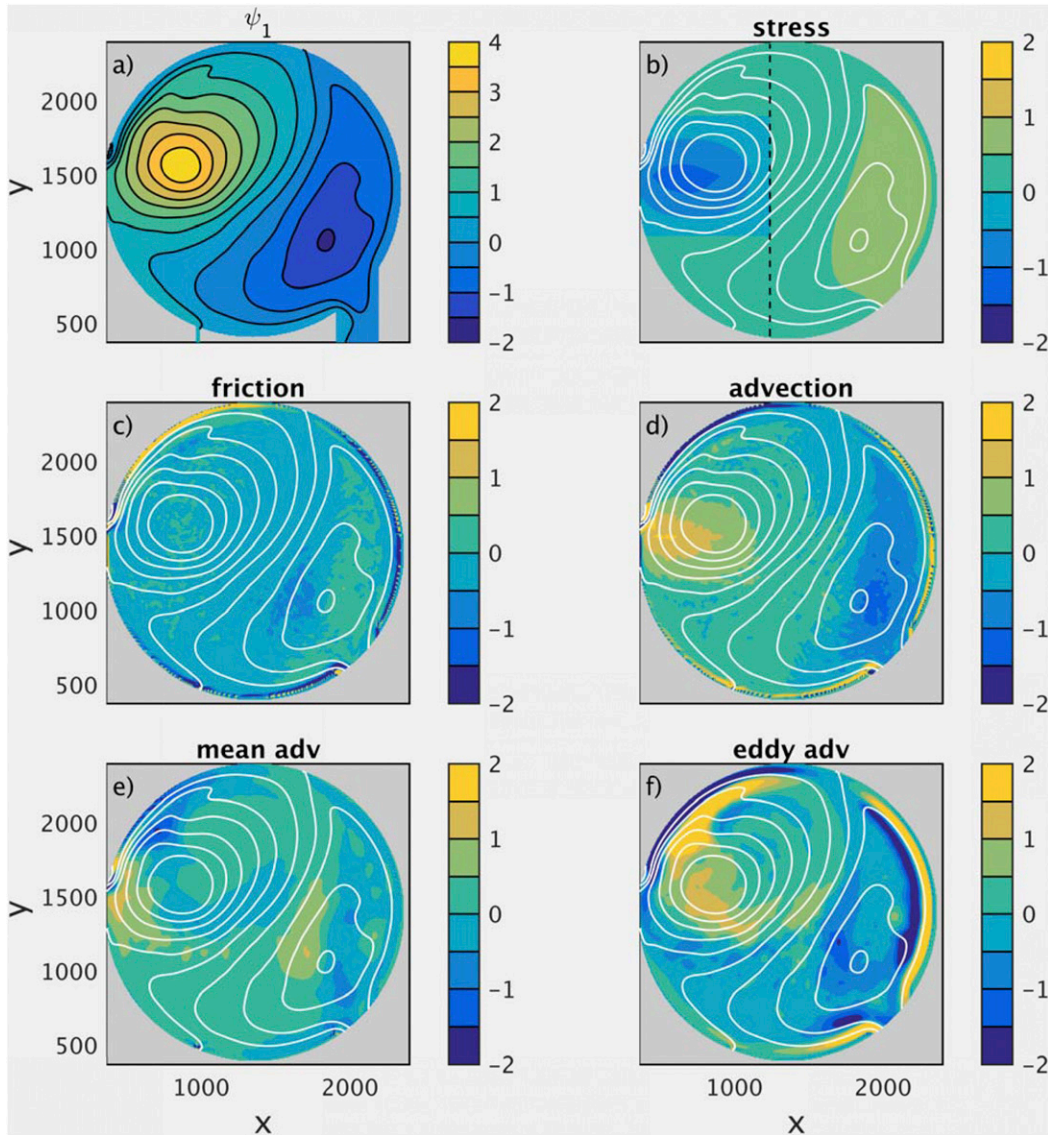 ψ1 stress
a) 4 b) 2
2000 3 1
1500 2 0
y 1 -1
1000 0 -2
500 -1
-2
friction advection
c) 2 d) 2
2000 1 1
1500 0 0
y -1 -1
1000 -2 -2
500
mean adv eddy adv
e) 2 f) 2
2000 1 1
1500 0 0
y -1 -1
1000 -2 -2
500
1000 2000 1000 2000
x x